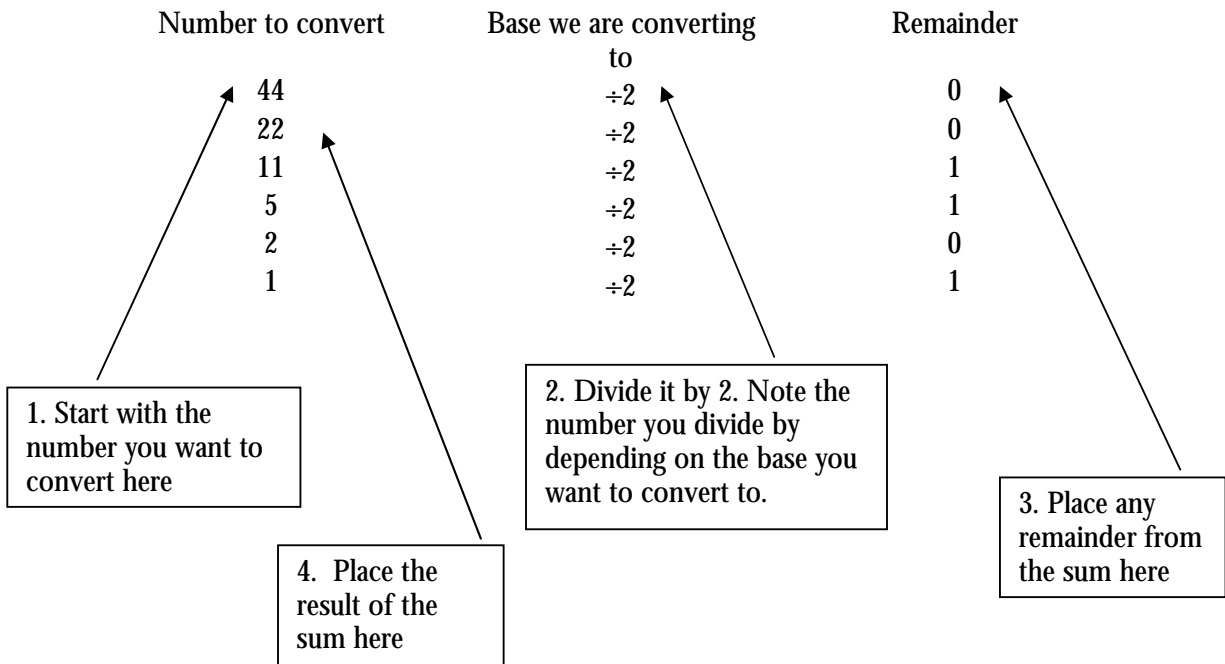 Number to convert Base we are converting to Remainder
44 ÷2 0
22 ÷2 0
11 ÷2 1
5 ÷2 1
2 ÷2 0
1 ÷2 1
1. Start with the
number you want to
convert here
2. Divide it by 2. Note the
number you divide by
depending on the base you
want to convert to.
3. Place any
remainder from
the sum here
4. Place the
result of the
sum here